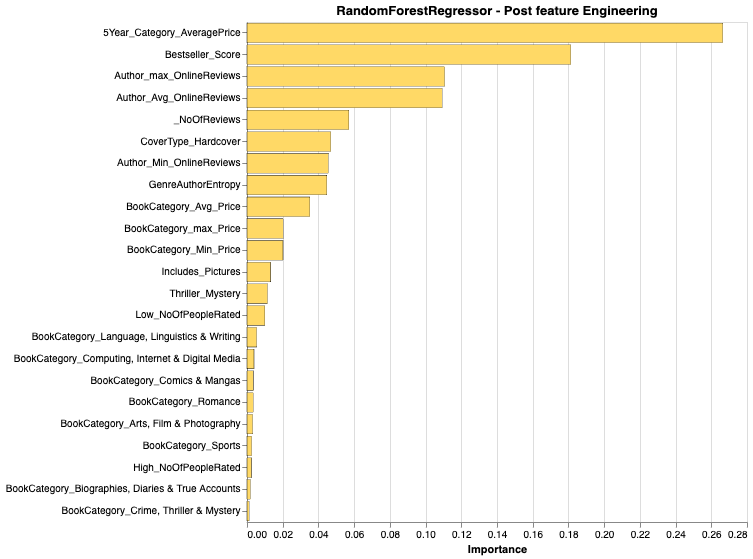 RandomForestRegressor - Post feature Engineering
5Year_Category_AveragePrice
Bestseller_Score
Author_max_OnlineReviews
Author_Avg_OnlineReviews
_NoOfReviews
CoverType_Hardcover
Author_Min_OnlineReviews
GenreAuthorEntropy
BookCategory_Avg_Price
BookCategory_max_Price
BookCategory_Min_Price
Includes_Pictures
Thriller_Mystery
Low_NoOfPeopleRated
BookCategory_Language, Linguistics & Writing
BookCategory_Computing, Internet & Digital Media
BookCategory_Comics & Mangas
BookCategory_Romance
BookCategory_Arts, Film & Photography
BookCategory_Sports
High_NoOfPeopleRated
BookCategory_Biographies, Diaries & True Accounts
BookCategory_Crime, Thriller & Mystery
0.00 0.02 0.04 0.06 0.08 0.10 0.12 0.14 0.16 0.18 0.20 0.22 0.24 0.26 0.28
Importance